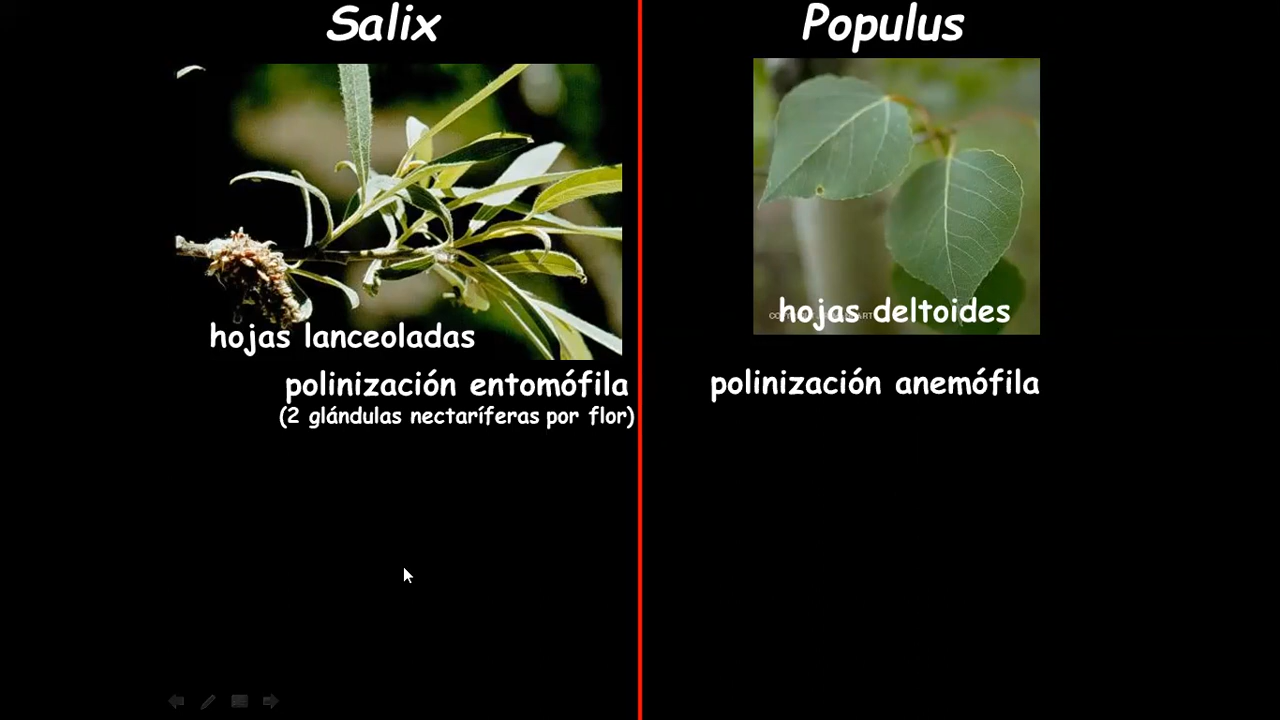 Salix
hojas lanceoladas
polinización entomófila
(2 glándulas nectaríferas por flor)
Populus
hojas deltoides
polinización anemófila